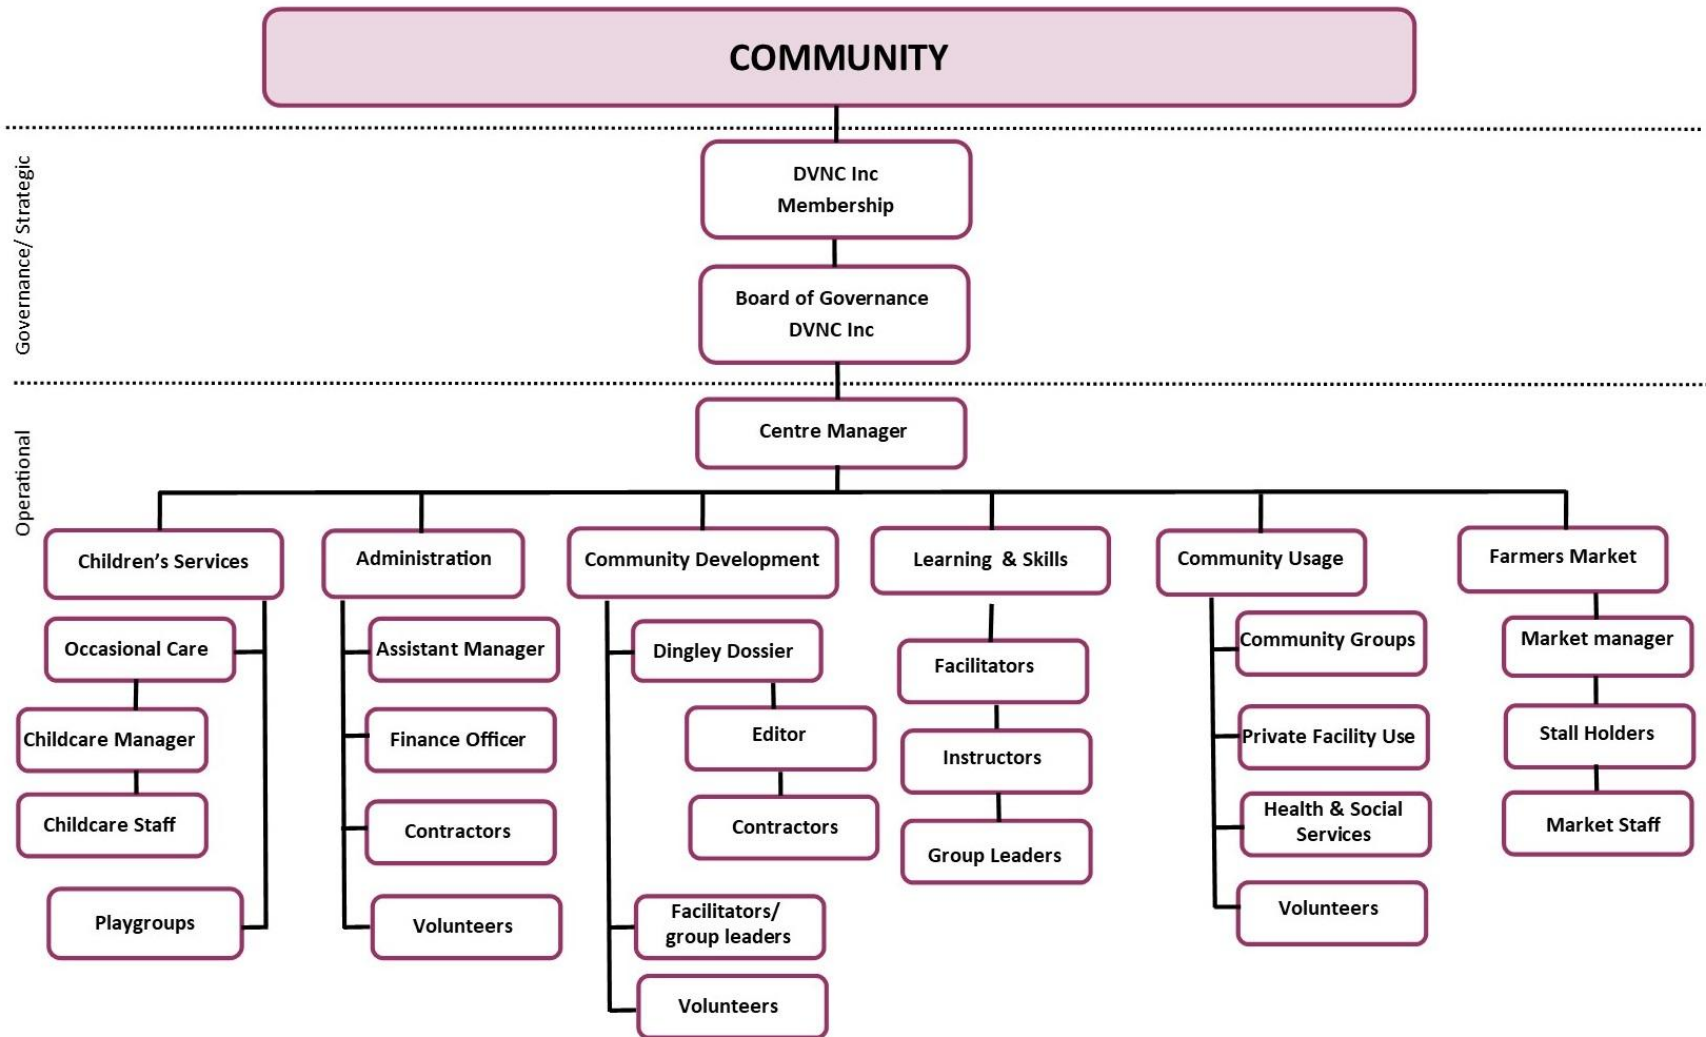 COMMUNITY
Governance/ Strategic
DVNC Inc
Membership
Board of Governance
DVNC Inc
Operational
Centre Manager
Children’s Services
Administration
Community Development
Learning & Skills
Community Usage
Farmers Market
Occasional Care
Childcare Manager
Childcare Staff
Playgroups
Assistant Manager
Finance Officer
Contractors
Volunteers
Dingley Dossier
Editor
Contractors
Facilitators/
group leaders
Volunteers
Facilitators
Instructors
Group Leaders
Community Groups
Private Facility Use
Health & Social
Services
Volunteers
Market manager
Stall Holders
Market Staff